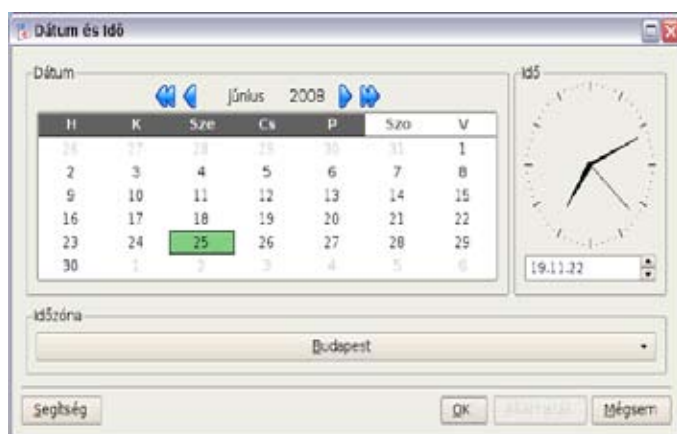 Dátum és Idő
Dátum
Június 2008
H K Sze Cs P Szo V
26 27 28 29 30 31 1
2 3 4 5 6 7 8
9 10 11 12 13 14 15
16 17 18 19 20 21 22
23 24 25 26 27 28 29
30 1 2 3 4 5 6
Idő
19.11.22
Időzóna
Budapest
Segítség
OK
Mégsem